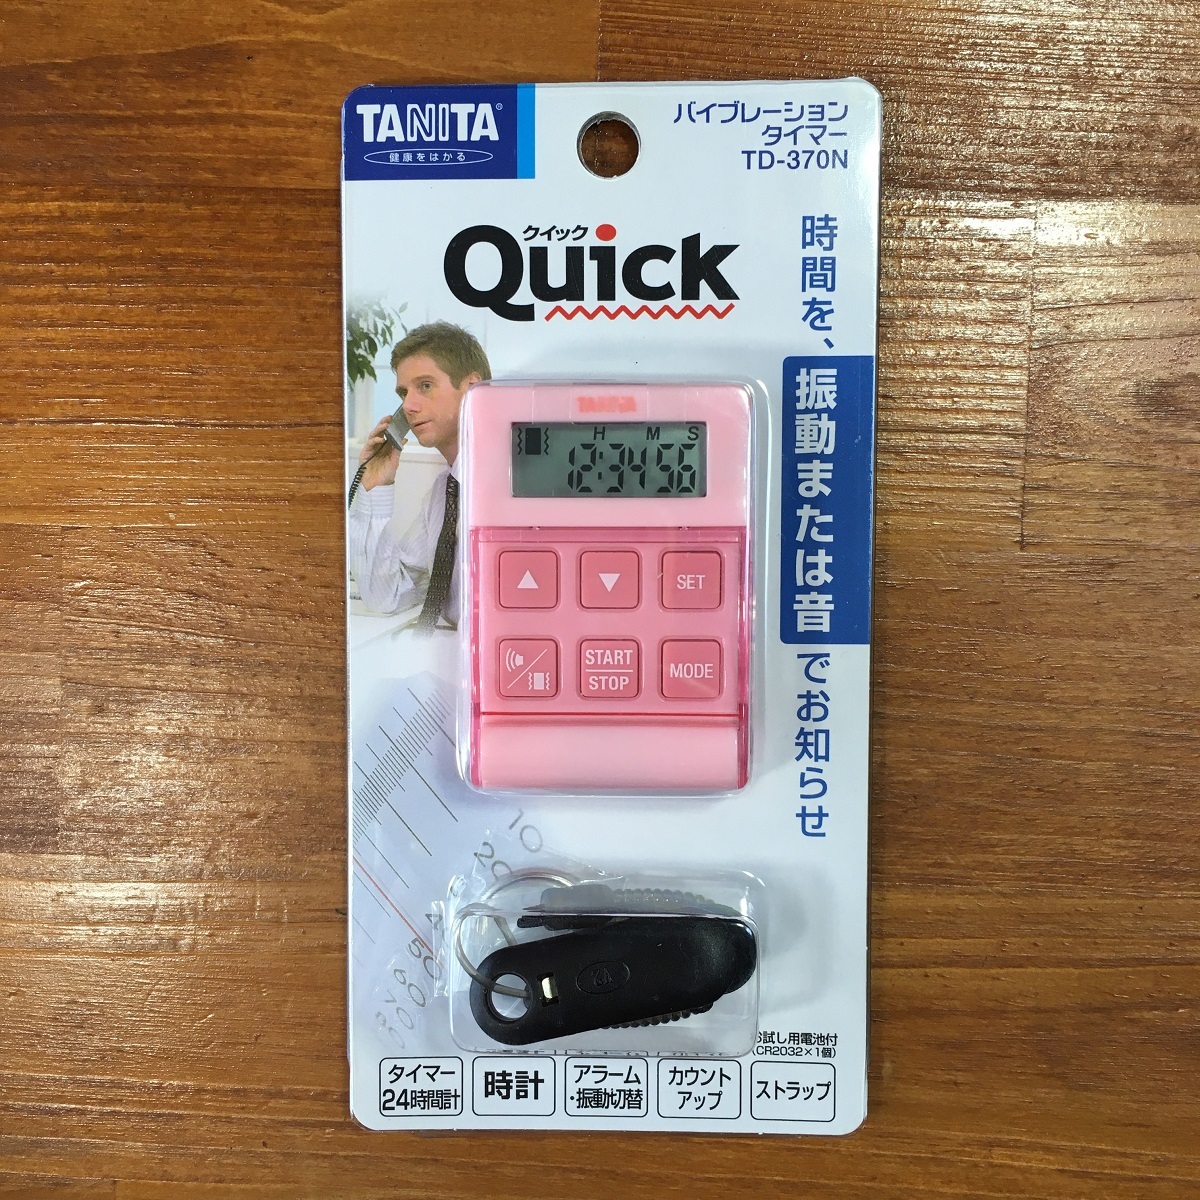 TANITA®
健康をはかる
バイブレーション
タイマー
TD-370N
クイック
Quick
時間を、振動または音でお知らせ
TANITA
H M S
12:34 56
▲ ▼ SET
START
STOP
MODE
10
20
お試し用電池付
(CR2032×1個)
タイマー
24時間計
時計
アラーム
・振動切替
カウント
アップ
ストラップ